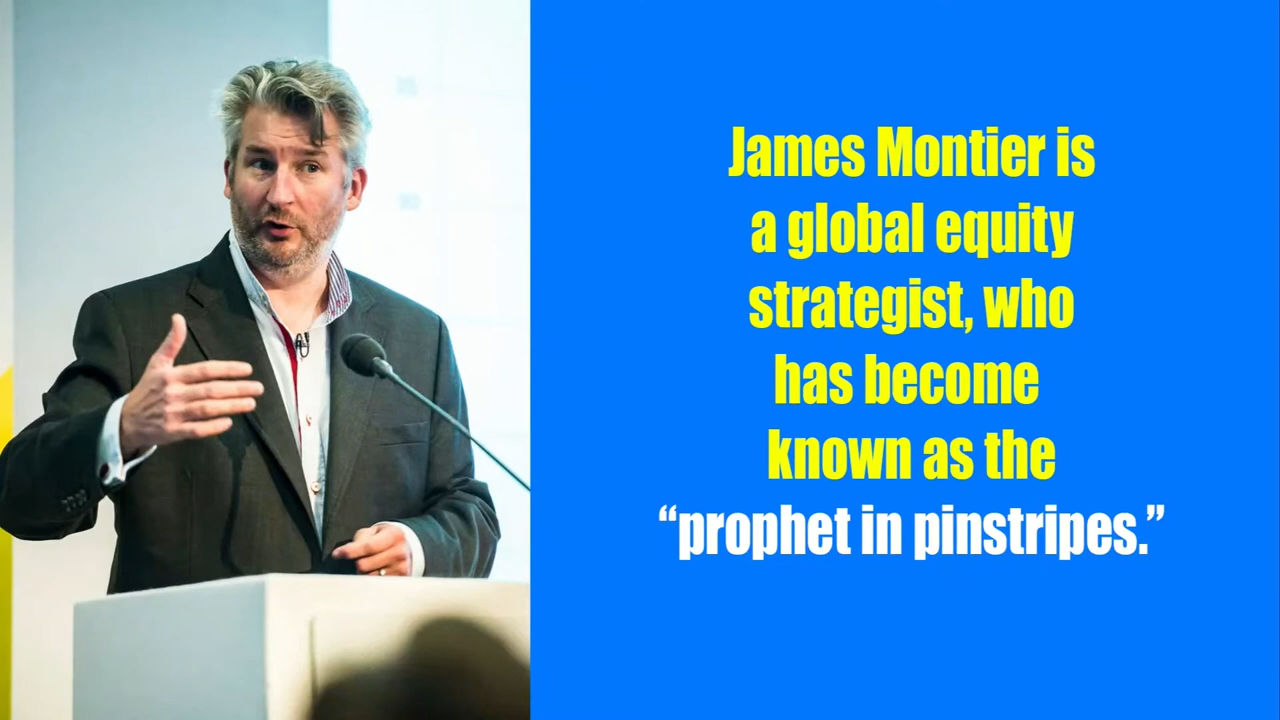 James Montier is
a global equity
strategist, who
has become
known as the
“prophet in pinstripes.”